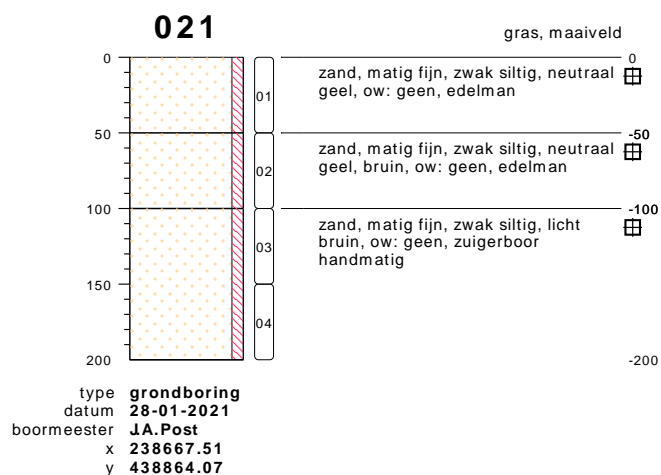 021
gras, maaiveld
0
0
zand, matig fijn, zwak siltig, neutraal
geel, ow: geen, edelman
01
50
-50
zand, matig fijn, zwak siltig, neutraal
geel, bruin, ow: geen, edelman
02
100
-100
zand, matig fijn, zwak siltig, licht
bruin, ow: geen, zuigerboor
handmatig
03
150
04
200
-200
type grondboring
datum 28-01-2021
boormeester J.A.Post
x 238667.51
y 438864.07